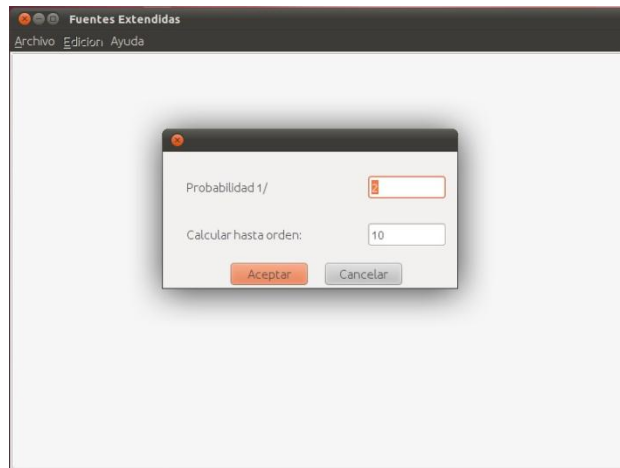 Fuentes Extendidas
Archivo Edicion Ayuda
Probabilidad 1/ 2
Calcular hasta orden: 10
Aceptar Cancelar